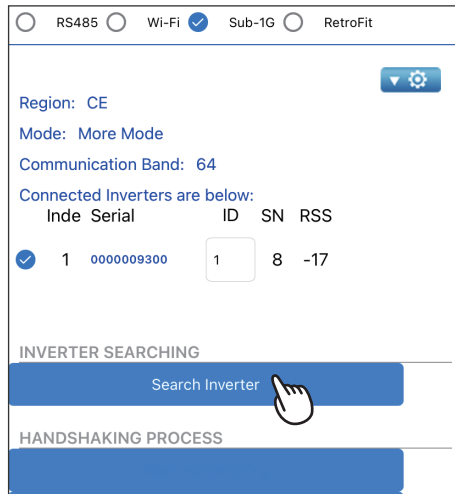 RS485 Wi-Fi Sub-1G RetroFit
Region: CE
Mode: More Mode
Communication Band: 64
Connected Inverters are below:
Inde Serial ID SN RSS
1 0000009300 1 8 -17
INVERTER SEARCHING
Search Inverter
HANDSHAKING PROCESS